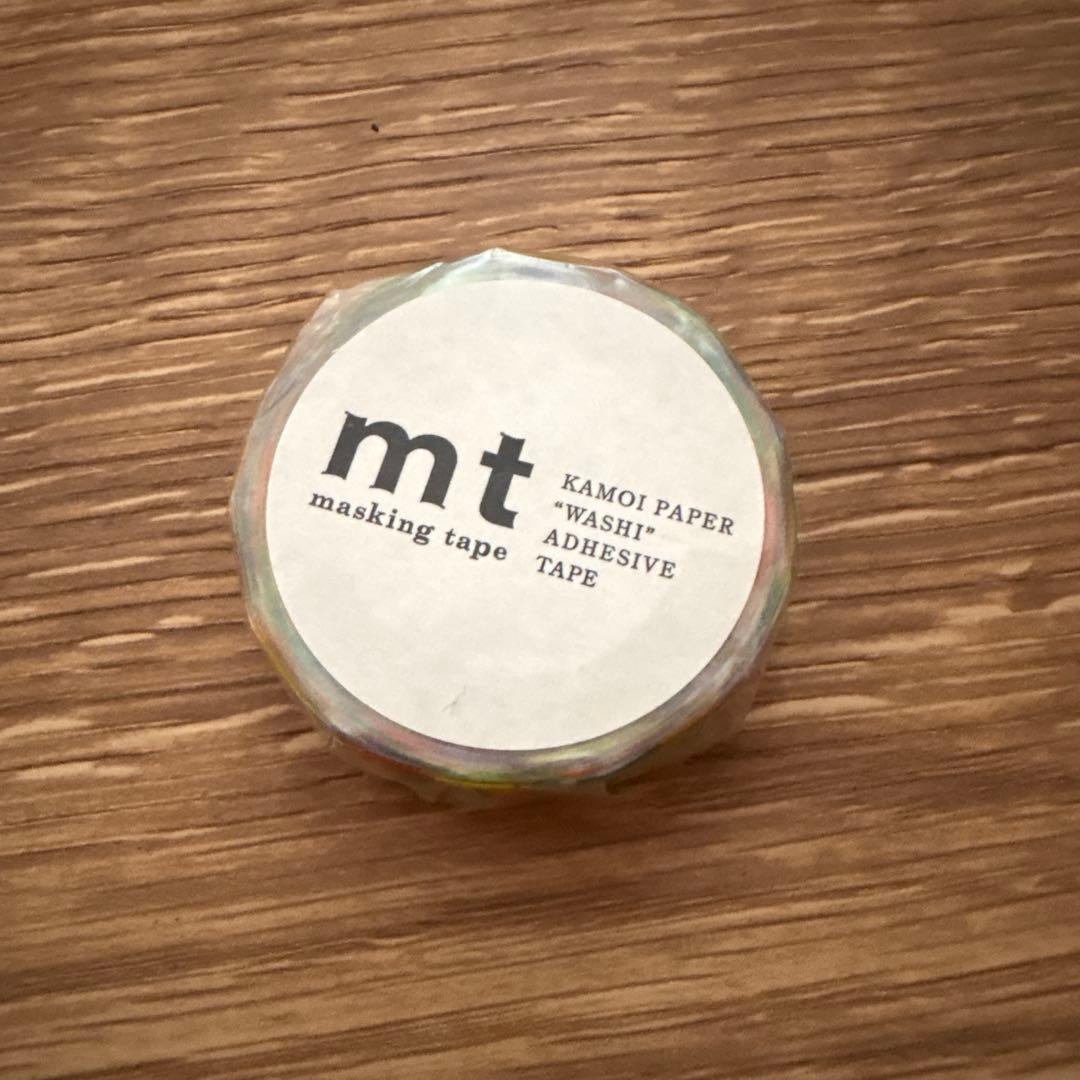 mt
masking tape
KAMOI PAPER
“WASHI”
ADHESIVE
TAPE